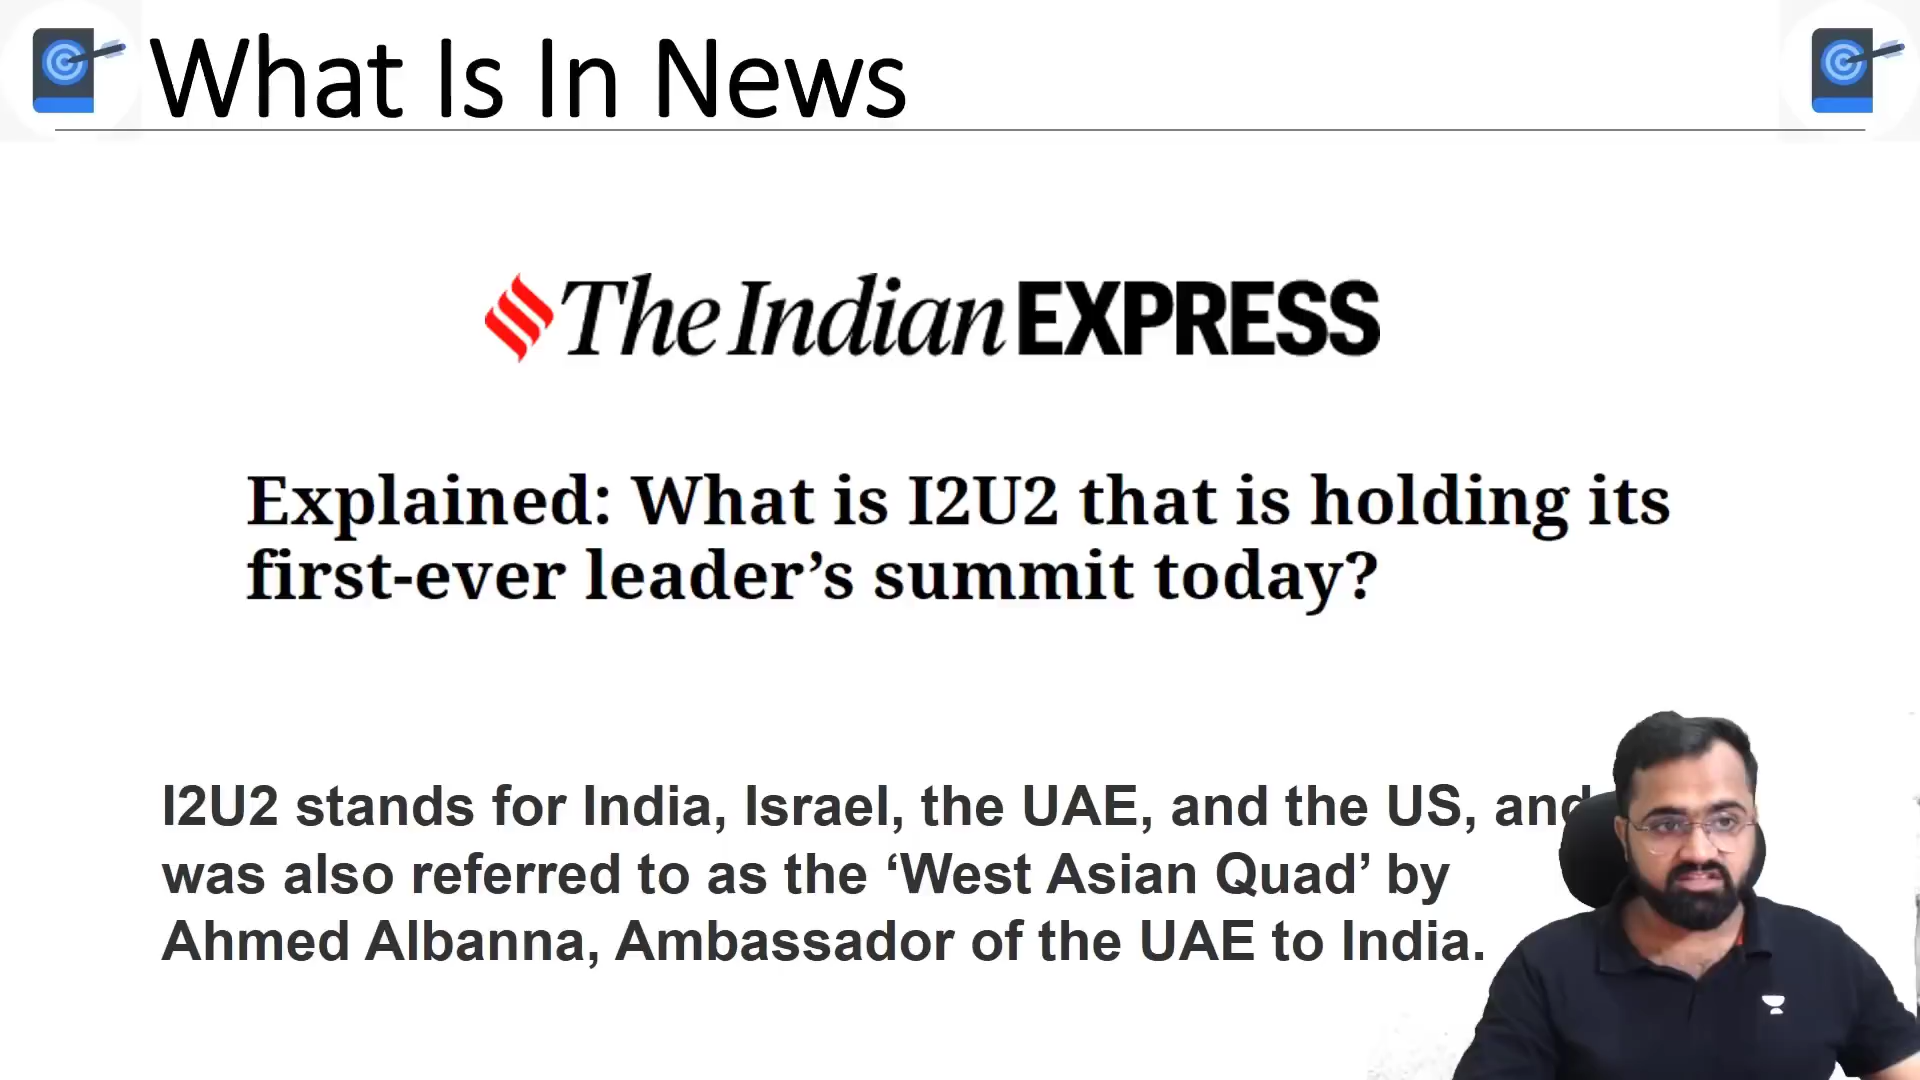 What Is In News
The Indian EXPRESS
Explained: What is I2U2 that is holding its
first-ever leader’s summit today?
I2U2 stands for India, Israel, the UAE, and the US, and
was also referred to as the ‘West Asian Quad’ by
Ahmed Albanna, Ambassador of the UAE to India.